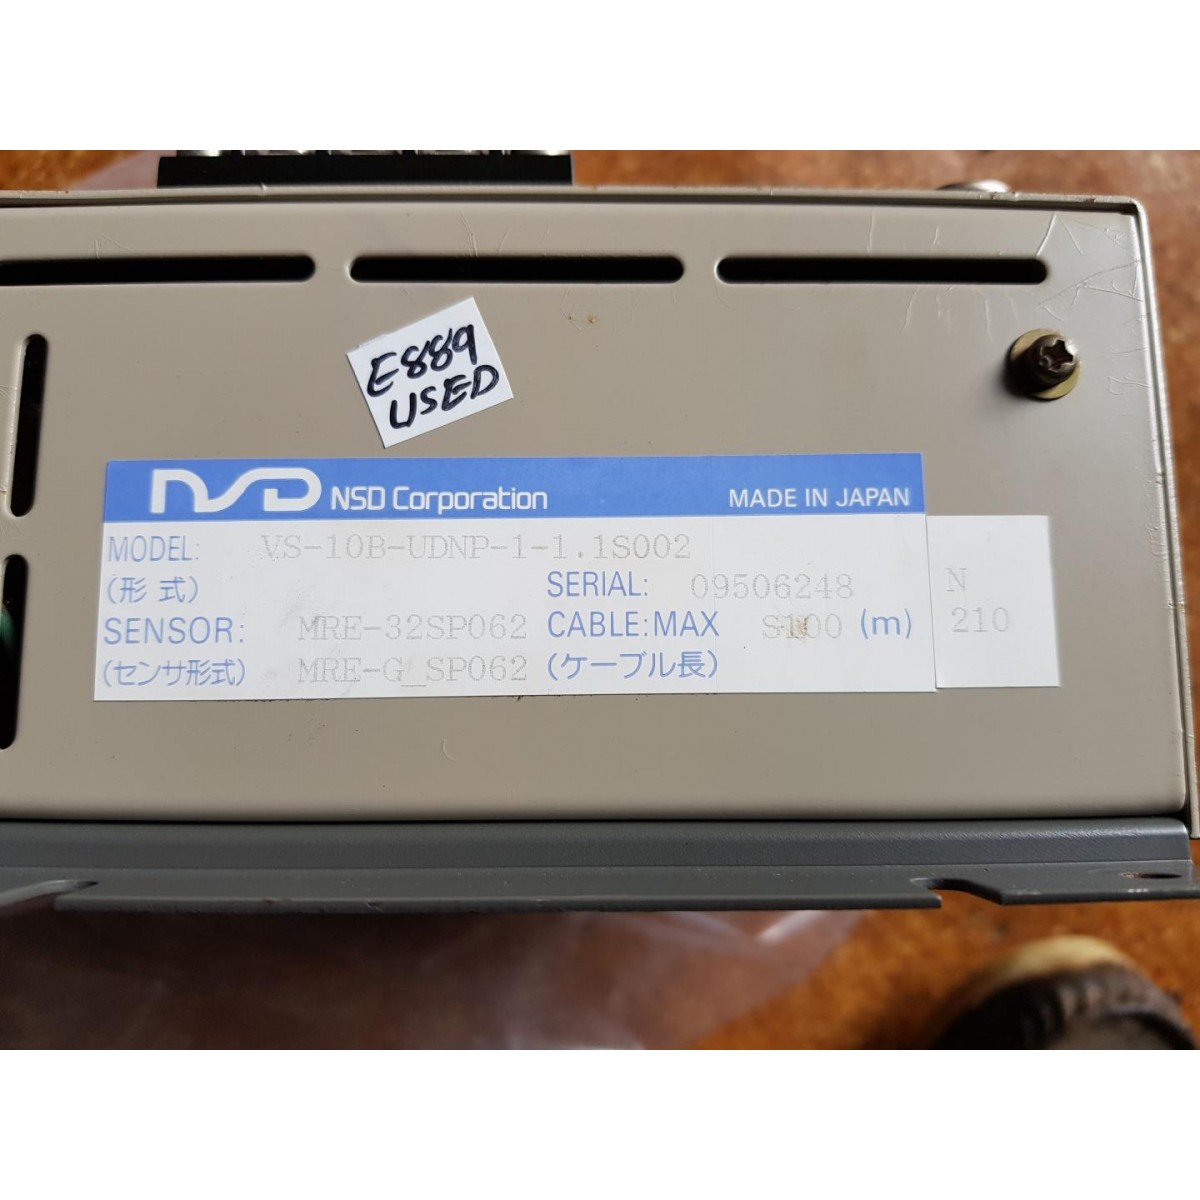 E889
USED
NSD NSD Corporation MADE IN JAPAN
MODEL: VS-10B-UDNP-1-1.1S002
(形式) SERIAL: 09506248 N
SENSOR: MRE-32SP062 CABLE:MAX S100 (m) 210
(センサ形式) MRE-G_SP062 (ケーブル長)